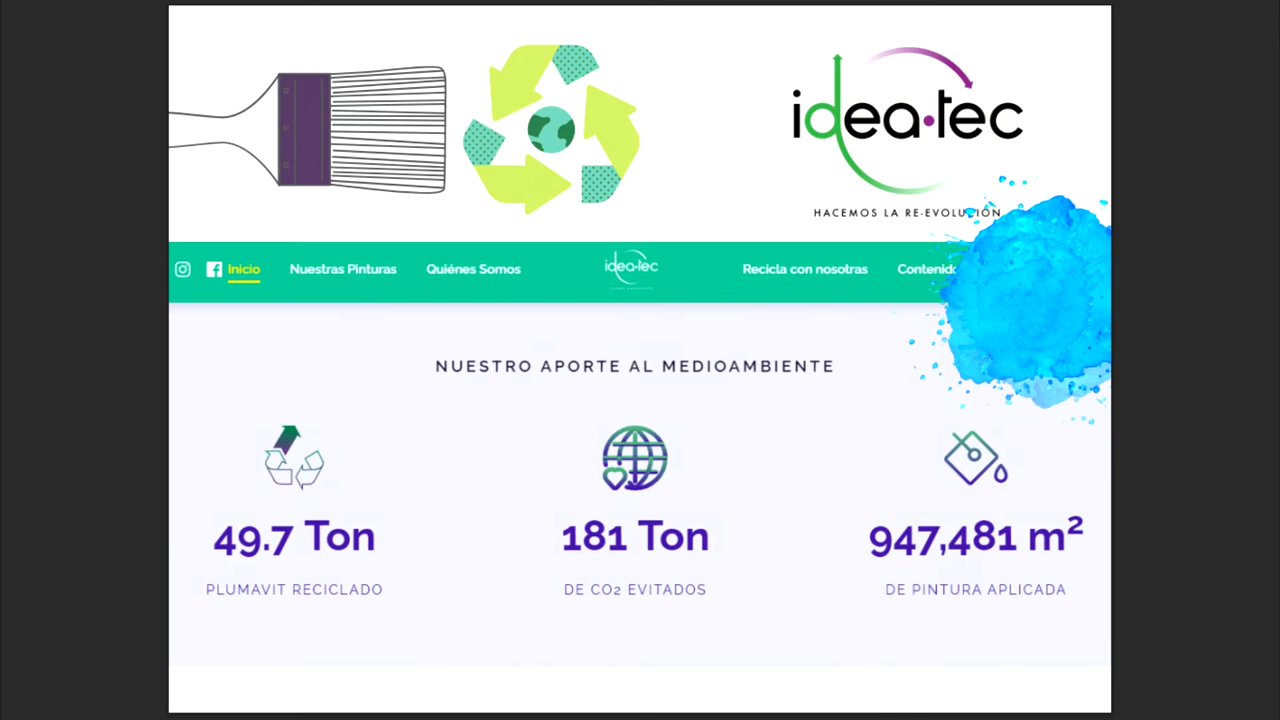 idea·tec
HACEMOS LA RE·EVOLUCIÓN
Inicio
Nuestras Pinturas
Quiénes Somos
idea·tec
Recicla con nosotras
Contenido
NUESTRO APORTE AL MEDIOAMBIENTE
49.7 Ton
181 Ton
947,481 m²
PLUMAVIT RECICLADO
DE CO2 EVITADOS
DE PINTURA APLICADA